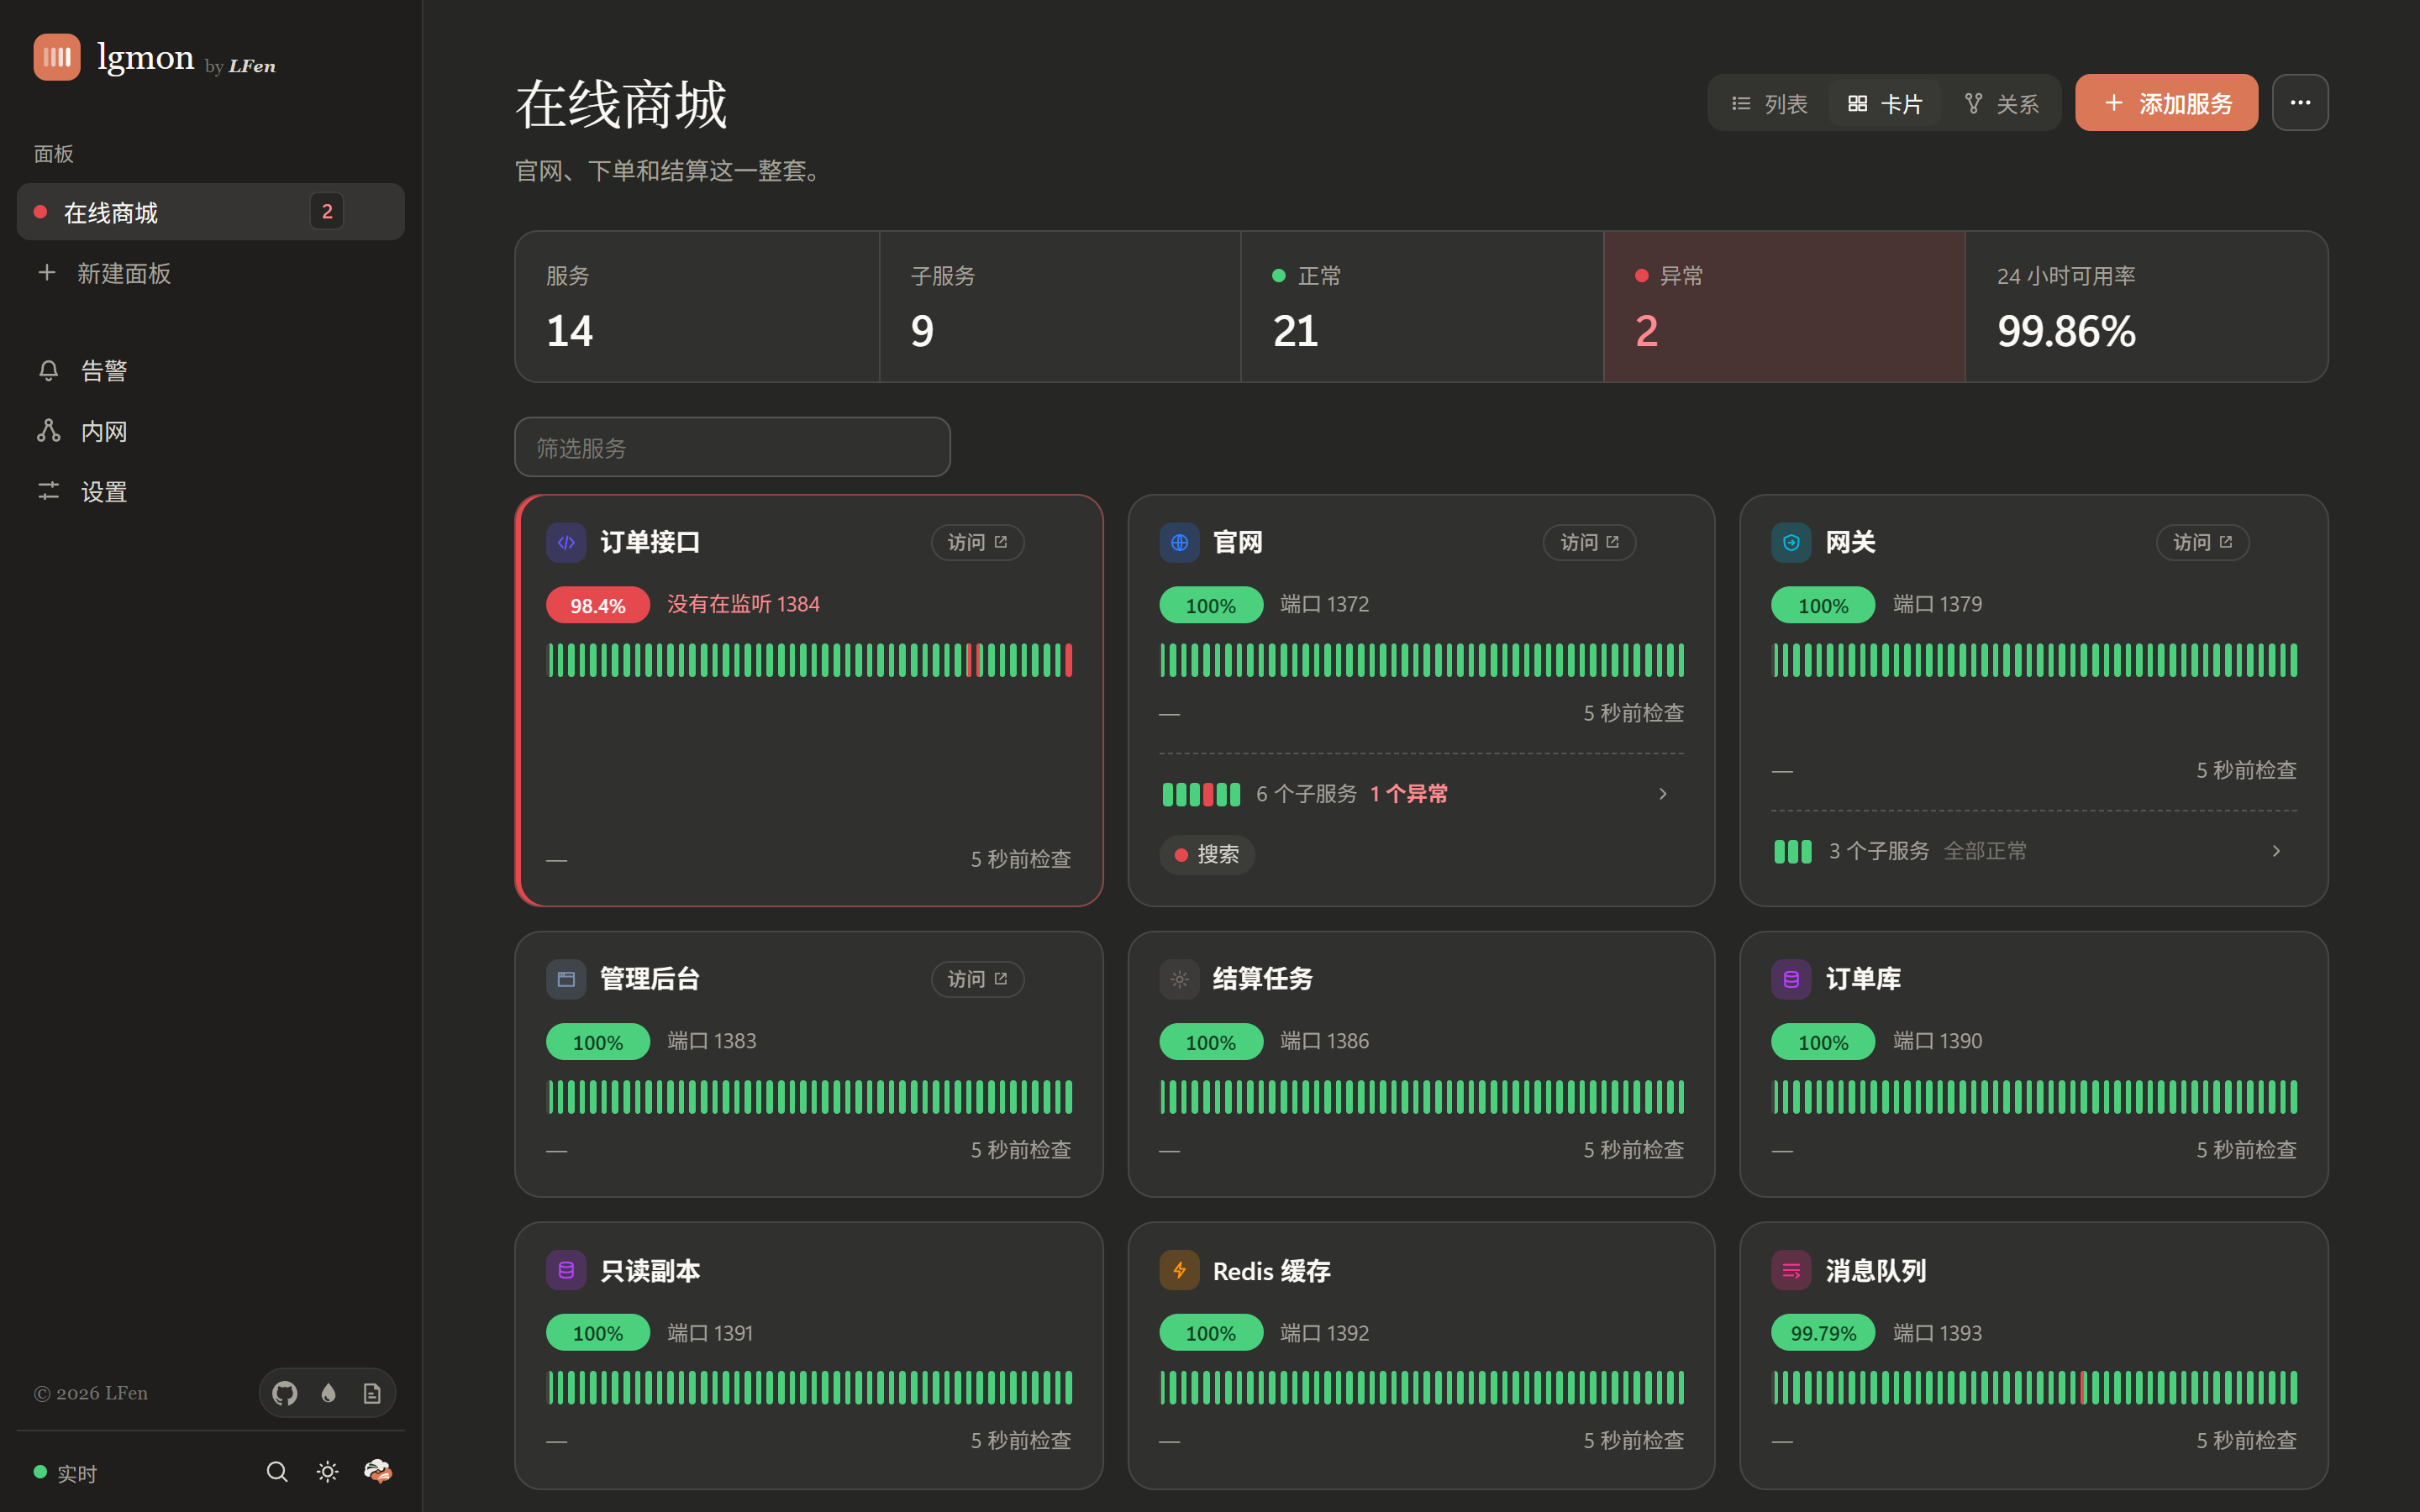 lgmon by LFen
面板
在线商城 2
新建面板
告警
内网
设置
© 2026 LFen
实时
在线商城
官网、下单和结算这一整套。
列表 卡片 关系 添加服务
服务 子服务 正常 异常 24 小时可用率
14 9 21 2 99.86%
筛选服务
订单接口 访问
98.4% 没有在监听 1384
— 5 秒前检查
官网 访问
100% 端口 1372
— 5 秒前检查
6 个子服务 1 个异常
搜索
网关 访问
100% 端口 1379
— 5 秒前检查
3 个子服务 全部正常
管理后台 访问
100% 端口 1383
— 5 秒前检查
结算任务
100% 端口 1386
— 5 秒前检查
订单库
100% 端口 1390
— 5 秒前检查
只读副本
100% 端口 1391
— 5 秒前检查
Redis 缓存
100% 端口 1392
— 5 秒前检查
消息队列
99.79% 端口 1393
— 5 秒前检查